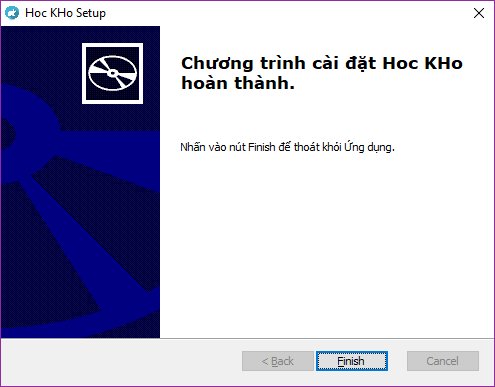 Hoc KHo Setup
Chương trình cài đặt Hoc KHo
hoàn thành.
Nhấn vào nút Finish để thoát khỏi Ứng dụng.
< Back
Finish
Cancel